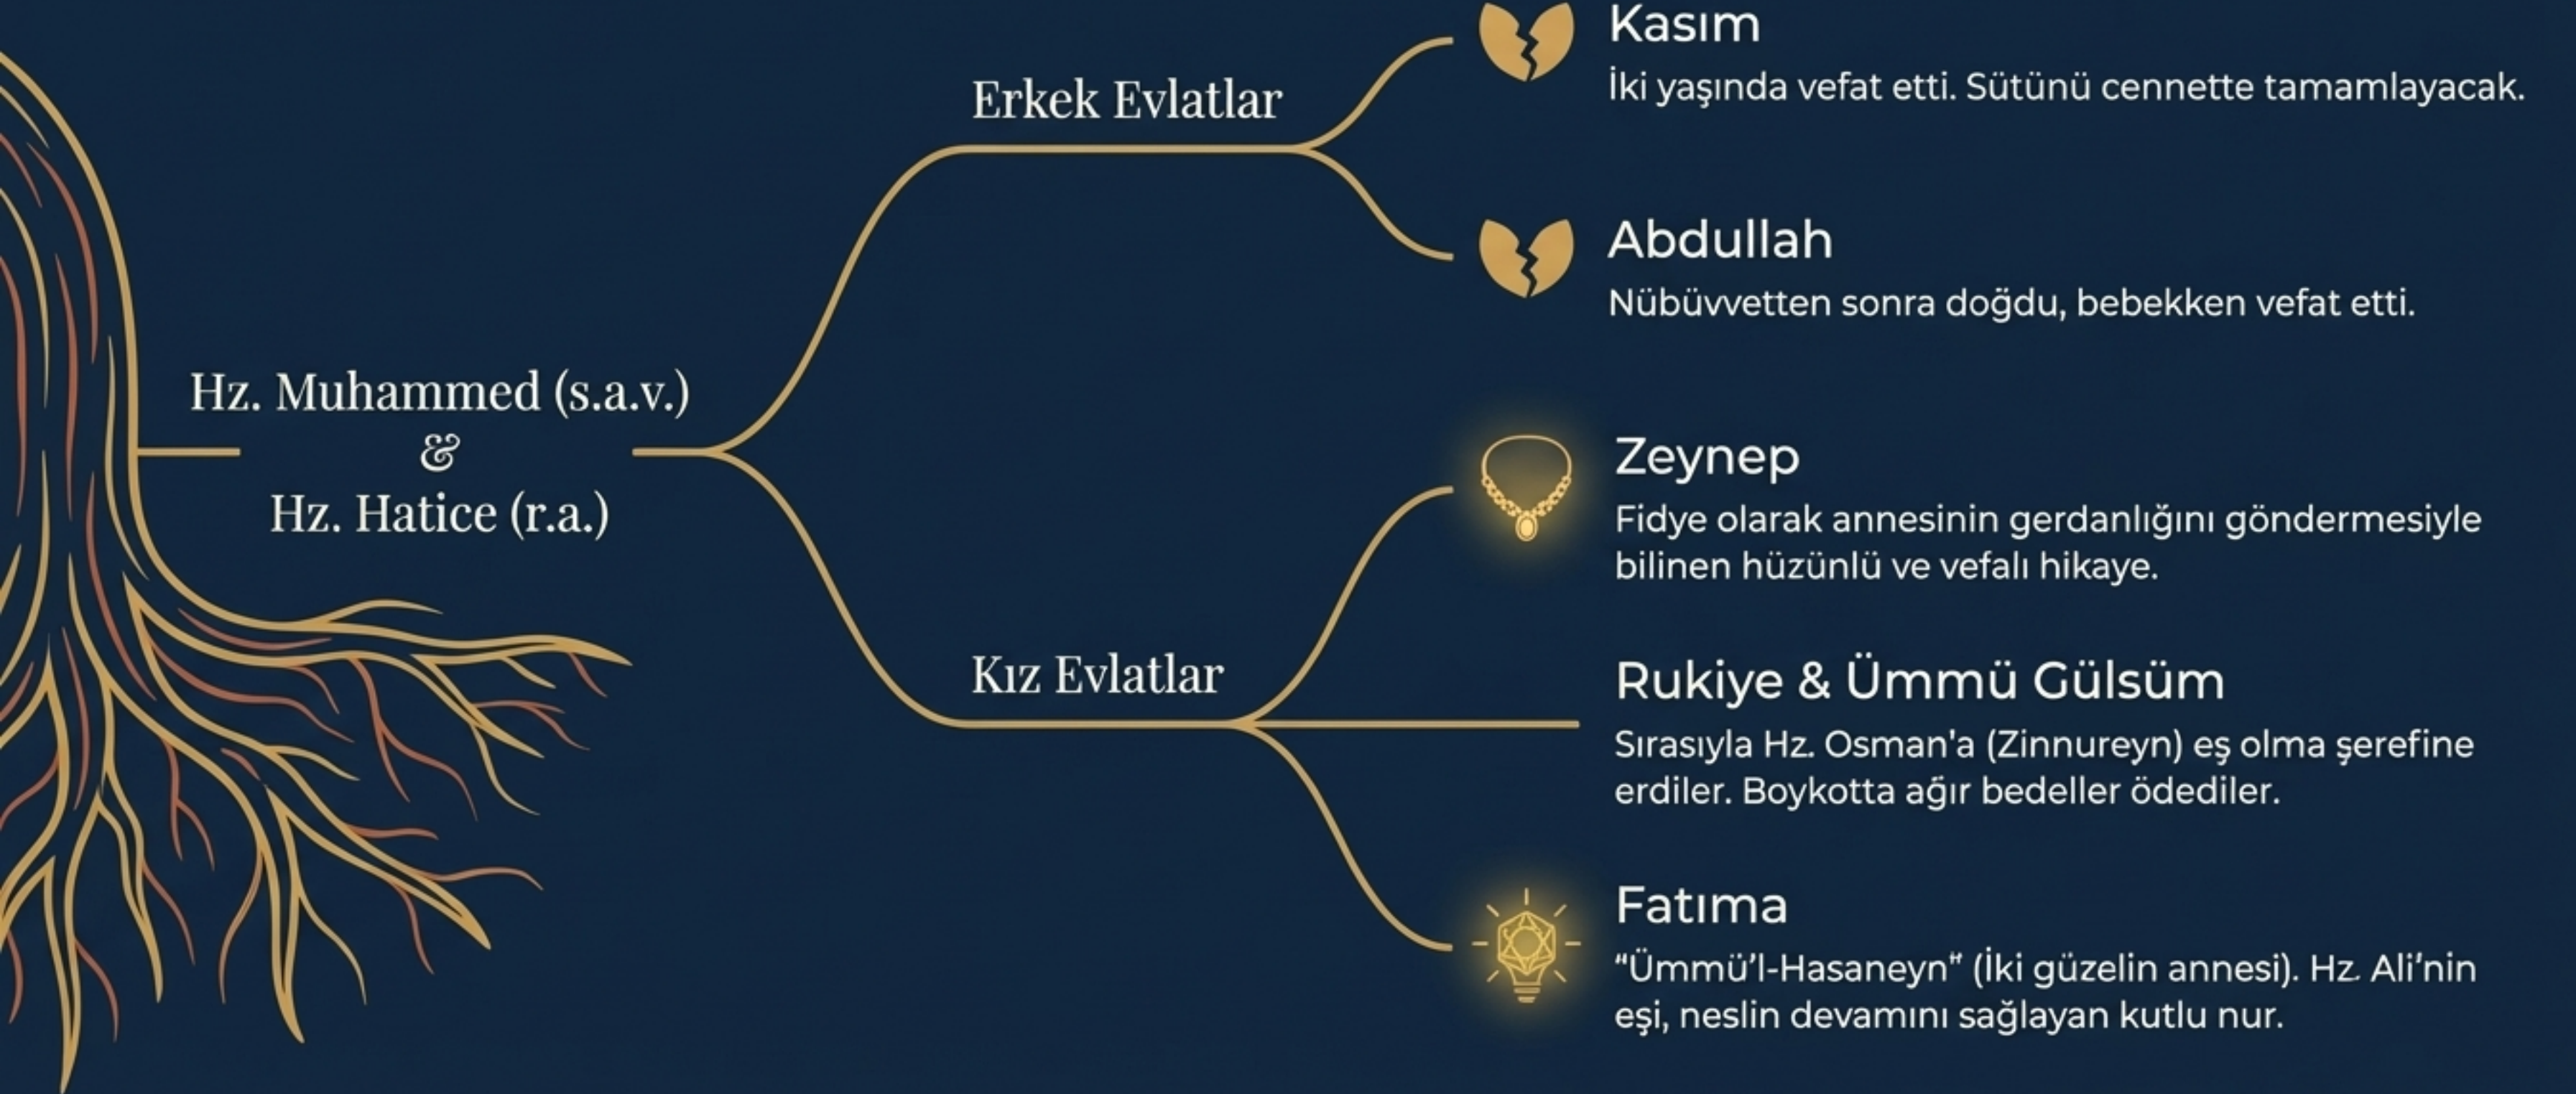 Hz. Muhammed (s.a.v.)
&
Hz. Hatice (r.a.)
Erkek Evlatlar
Kasım
İki yaşında vefat etti. Sütünü cennette tamamlayacak.
Abdullah
Nübüvvetten sonra doğdu, bebekken vefat etti.
Kız Evlatlar
Zeynep
Fidye olarak annesinin gerdanlığını göndermesiyle
bilinen hüzünlü ve vefalı hikaye.
Rukiye & Ümmü Gülsüm
Sırasıyla Hz. Osman'a (Zinnureyn) eş olma şerefine
erdiler. Boykotta ağır bedeller ödediler.
Fatıma
“Ümmü’l-Hasaneyn" (İki güzelin annesi). Hz. Ali’nin
eşi, neslin devamını sağlayan kutlu nur.